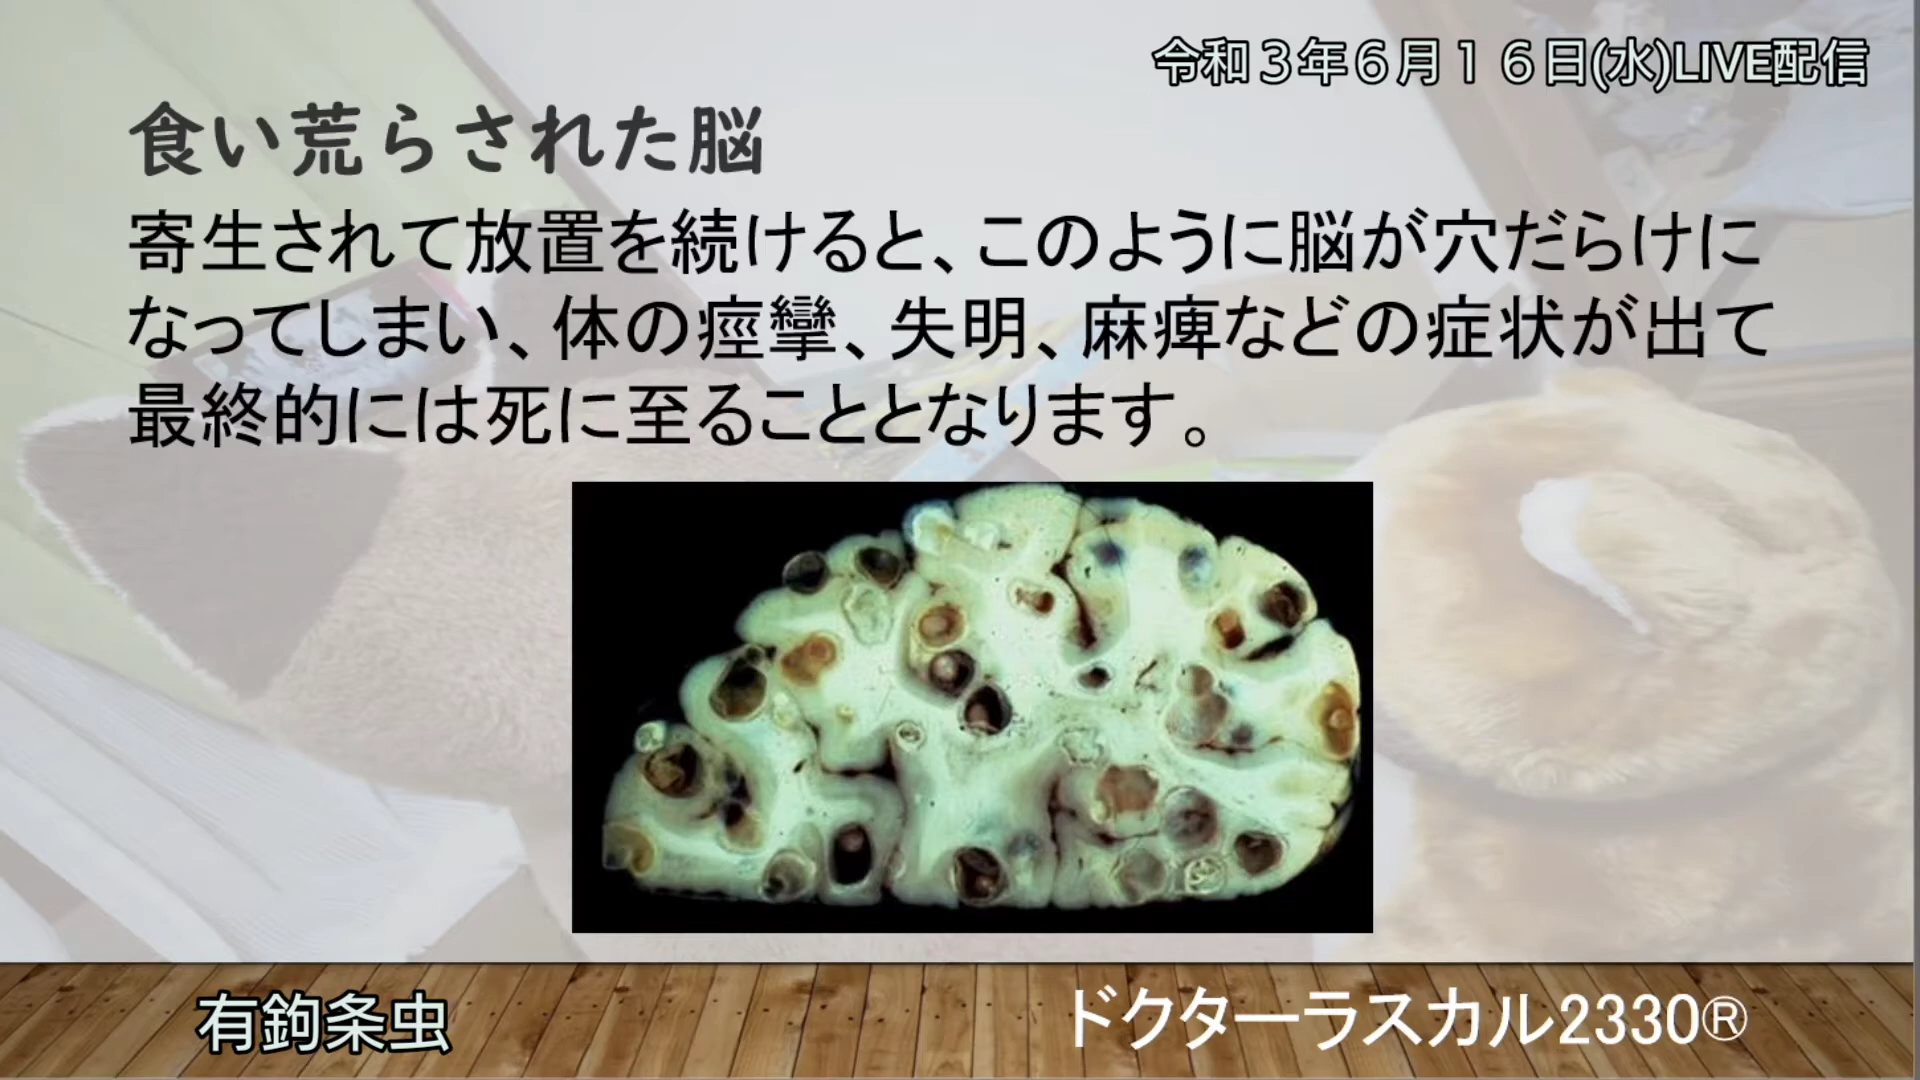 令和３年６月１６日(水)LIVE配信
食い荒らされた脳
寄生されて放置を続けると、このように脳が穴だらけに
なってしまい、体の痙攣、失明、麻痺などの症状が出て
最終的には死に至ることとなります。
有鉤条虫
ドクターラスカル2330®